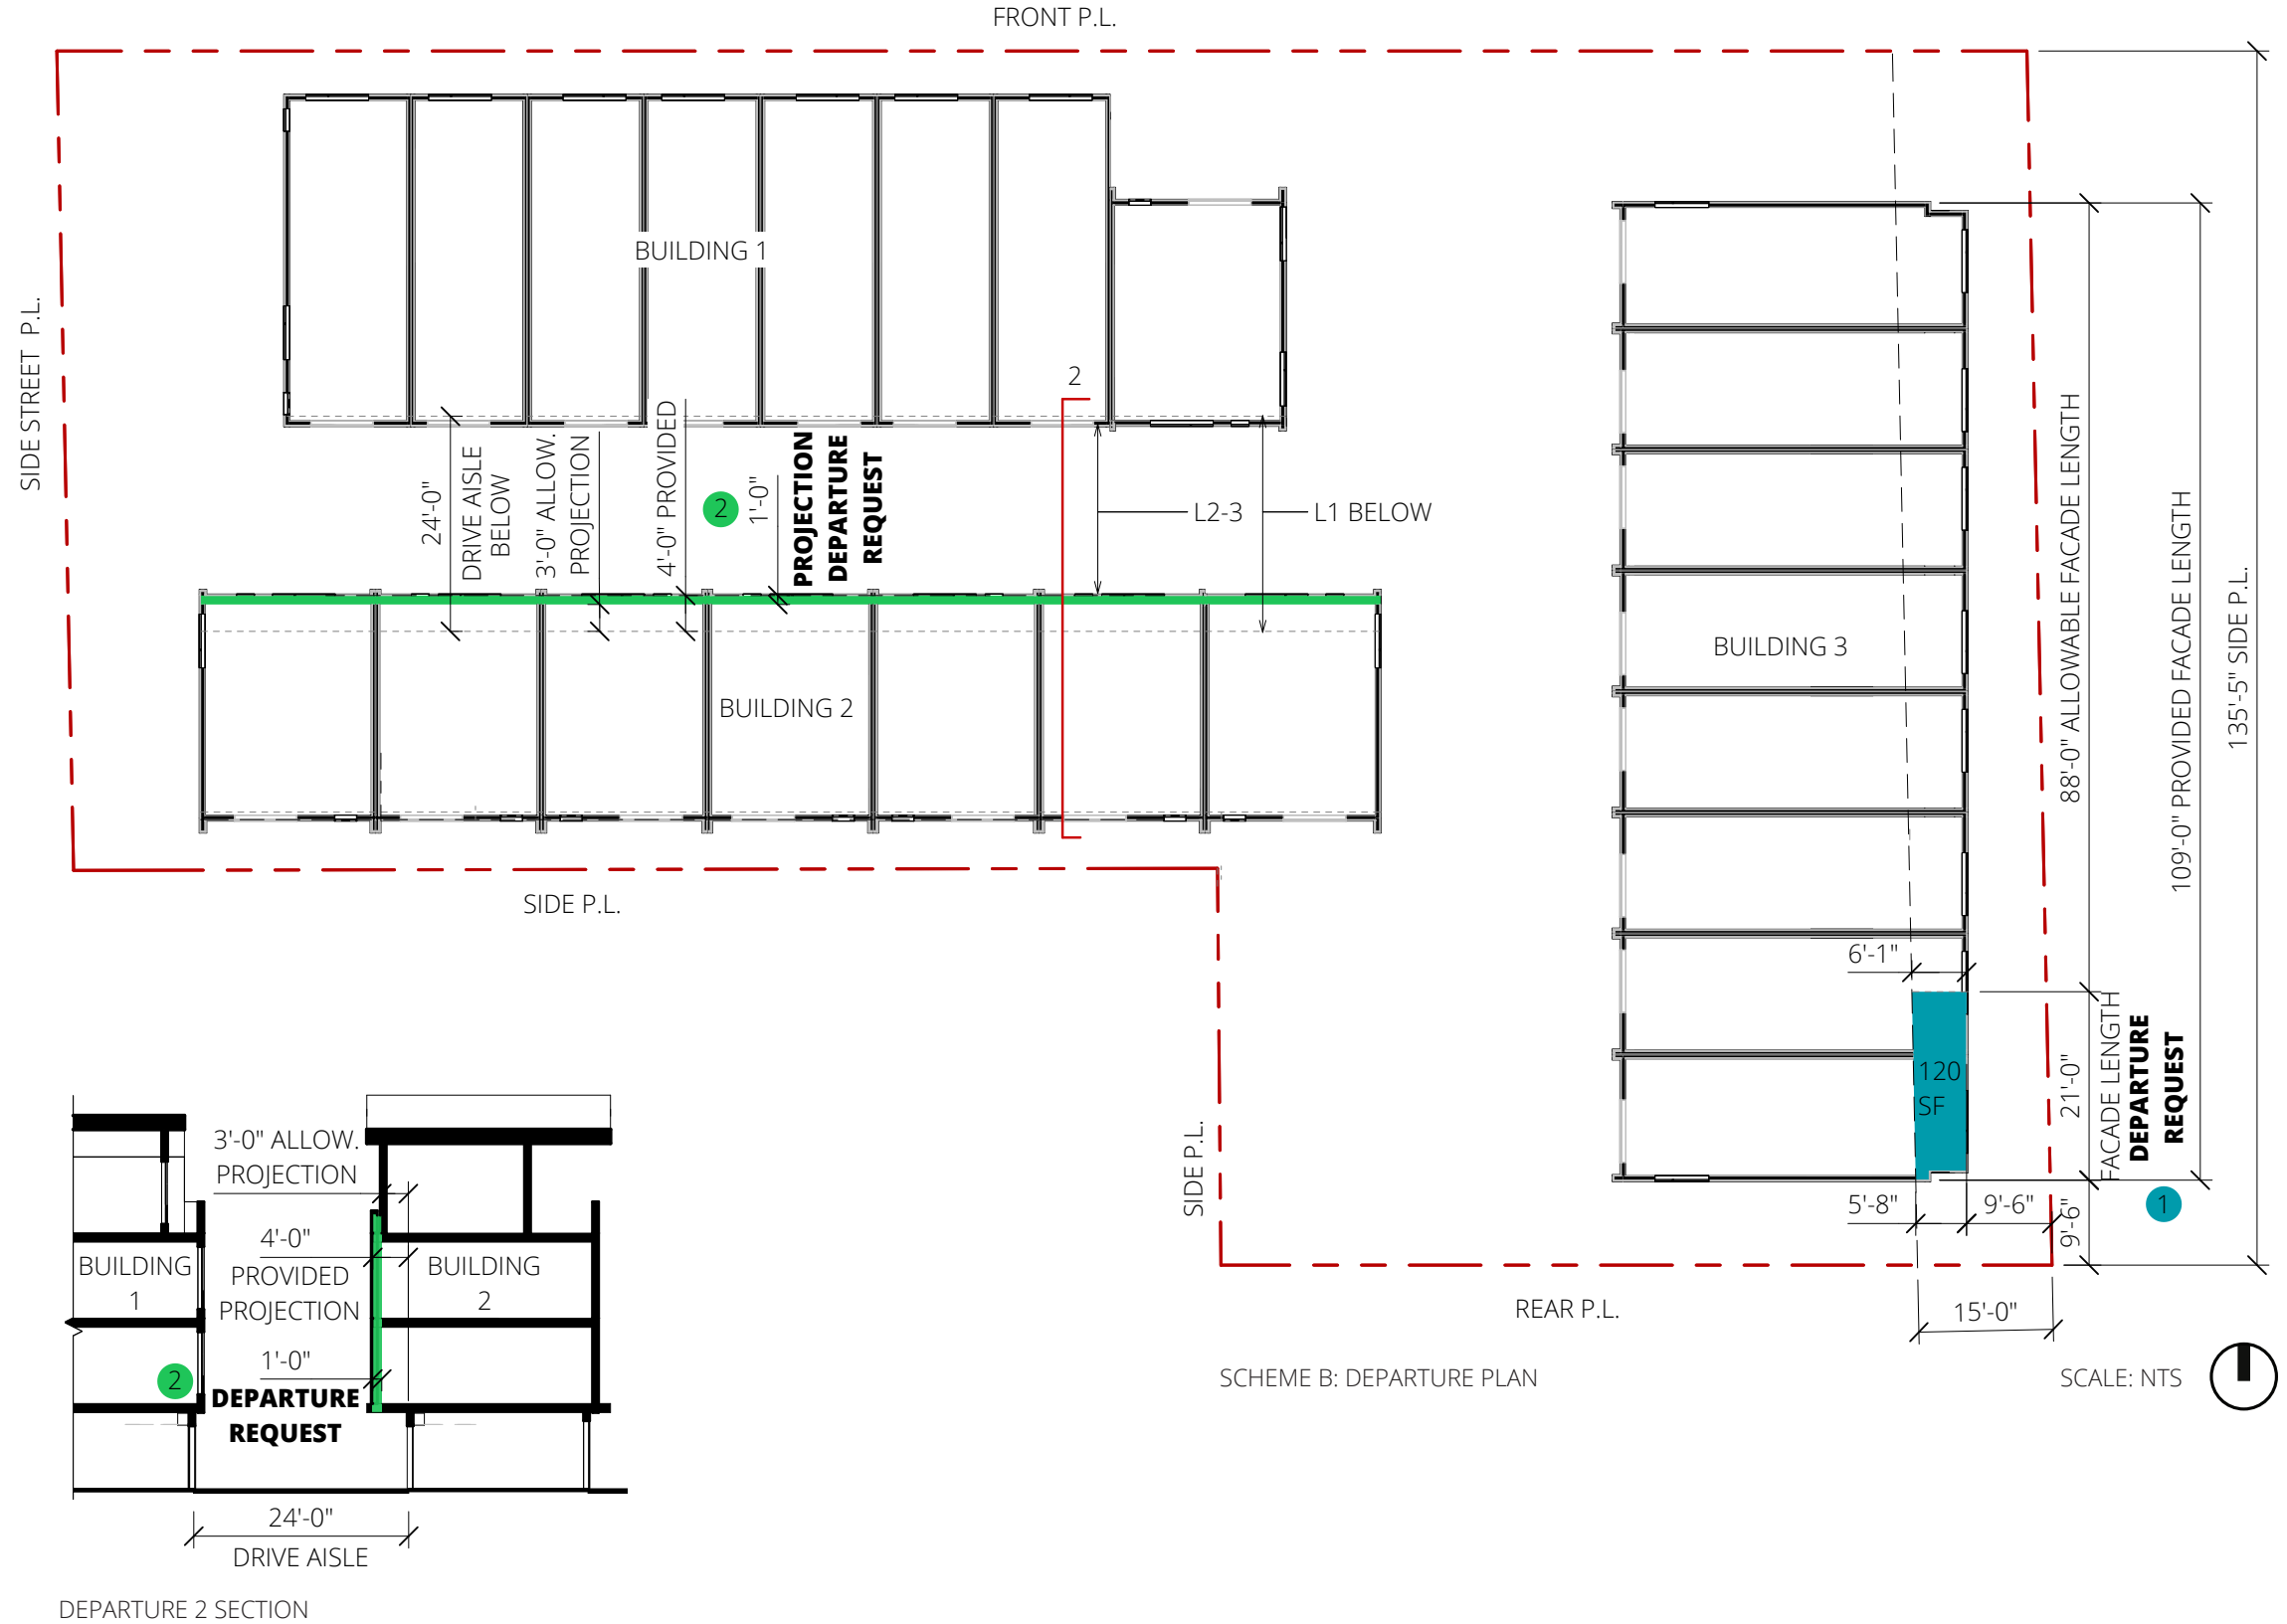 FRONT P.L.
SIDE STREET P.L.
BUILDING 1
2
24'-0"
DRIVE AISLE
BELOW
3'-0" ALLOW.
PROJECTION
4'-0" PROVIDED
2
1'-0"
PROJECTION
DEPARTURE
REQUEST
L2-3
L1 BELOW
BUILDING 2
SIDE P.L.
BUILDING 3
88'-0" ALLOWABLE FACADE LENGTH
109'-0" PROVIDED FACADE LENGTH
135'-5" SIDE P.L.
6'-1"
120
SF
21'-0"
FACADE LENGTH
DEPARTURE
REQUEST
1
5'-8"
9'-6"
9'-6"
15'-0"
SIDE P.L.
REAR P.L.
SCHEME B: DEPARTURE PLAN
SCALE: NTS
3'-0" ALLOW.
PROJECTION
4'-0"
PROVIDED
PROJECTION
BUILDING
1
BUILDING
2
1'-0"
2
DEPARTURE
REQUEST
24'-0"
DRIVE AISLE
DEPARTURE 2 SECTION